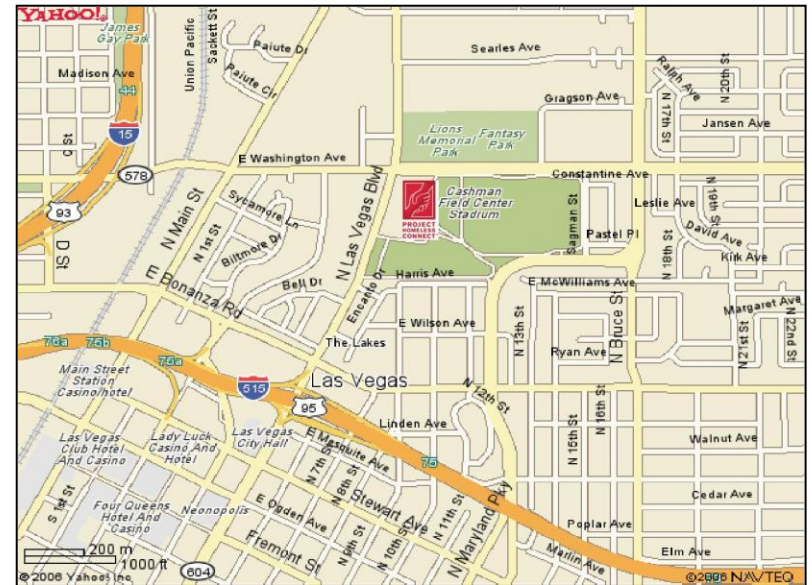 YAHOO!
James
Gay Park
Union Pacific
Sackett St
Paiute Dr
Searles Ave
Madison Ave
Paiute Clr
Ralph Ave
N 20th St
44
Gragson Ave
N 17th St
15
Lions
Memorial
Park
Fantasy
Park
Jansen Ave
E Washington Ave
578
Constantine Ave
93
N Main St
Sycamore Ln
N Las Vegas Blvd
PROJECT
HOMELESS
CONNECT
Cashman
Field Center
Stadium
Sagman St
Leslie Ave
N 19th St
N 1st St
Pastel Pl
David Ave
D St
Biltmore Dr
N 18th St
Kirk Ave
E Bonanza Rd
Bell Dr
Encanto Dr
Harris Ave
E McWilliams Ave
Margaret Ave
E Wilson Ave
N 13th St
N Bruce St
N 21st St
N 22nd St
76a
75b
75a
The Lakes
Ryan Ave
Main Street
Station
Casino/hotel
515
Las Vegas
N 12th St
95
Linden Ave
N 15th St
N 16th St
Las Vegas
Club Hotel
And Casino
Lady Luck
Casino And
Hotel
Las Vegas
City Hall
E Mesquite Ave
75
Walnut Ave
N 7th St
N 8th St
Stewart Ave
S 1st St
Four Queens
Hotel And
Casino
Neonopolis
E Ogden Ave
N 11th St
N Maryland Pky
Cedar Ave
Fremont St
N 9th St
N 10th St
Poplar Ave
200 m
1000 ft
Marlin Ave
Elm Ave
604
©2006 Yahoo! Inc
©2006 NAVTEQ